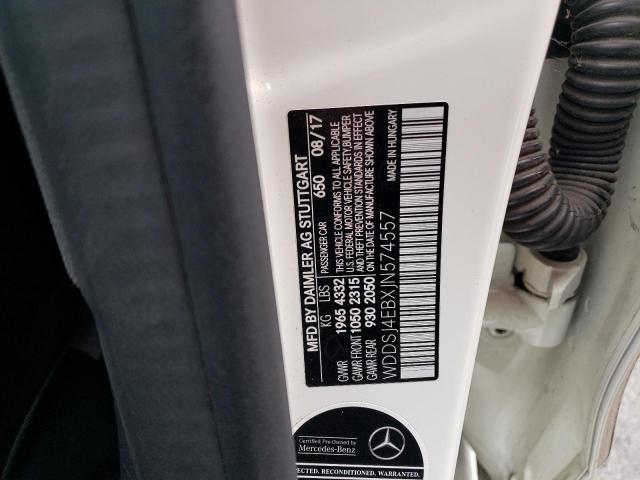 MFD BY DAIMLER AG STUTTGART
PASSENGER CAR 650 08/17
KG LBS
GVWR 1965 4332
GAWR FRONT 1050 2315
GAWR REAR 930 2050
THIS VEHICLE CONFORMS TO ALL APPLICABLE
U.S. FEDERAL MOTOR VEHICLE SAFETY, BUMPER
AND THEFT PREVENTION STANDARDS IN EFFECT
ON THE DATE OF MANUFACTURE SHOWN ABOVE
WDDSJ4EBXJN574557
MADE IN HUNGARY
Certified Pre-Owned by
Mercedes-Benz
RECONDITIONED. WARRANTED.